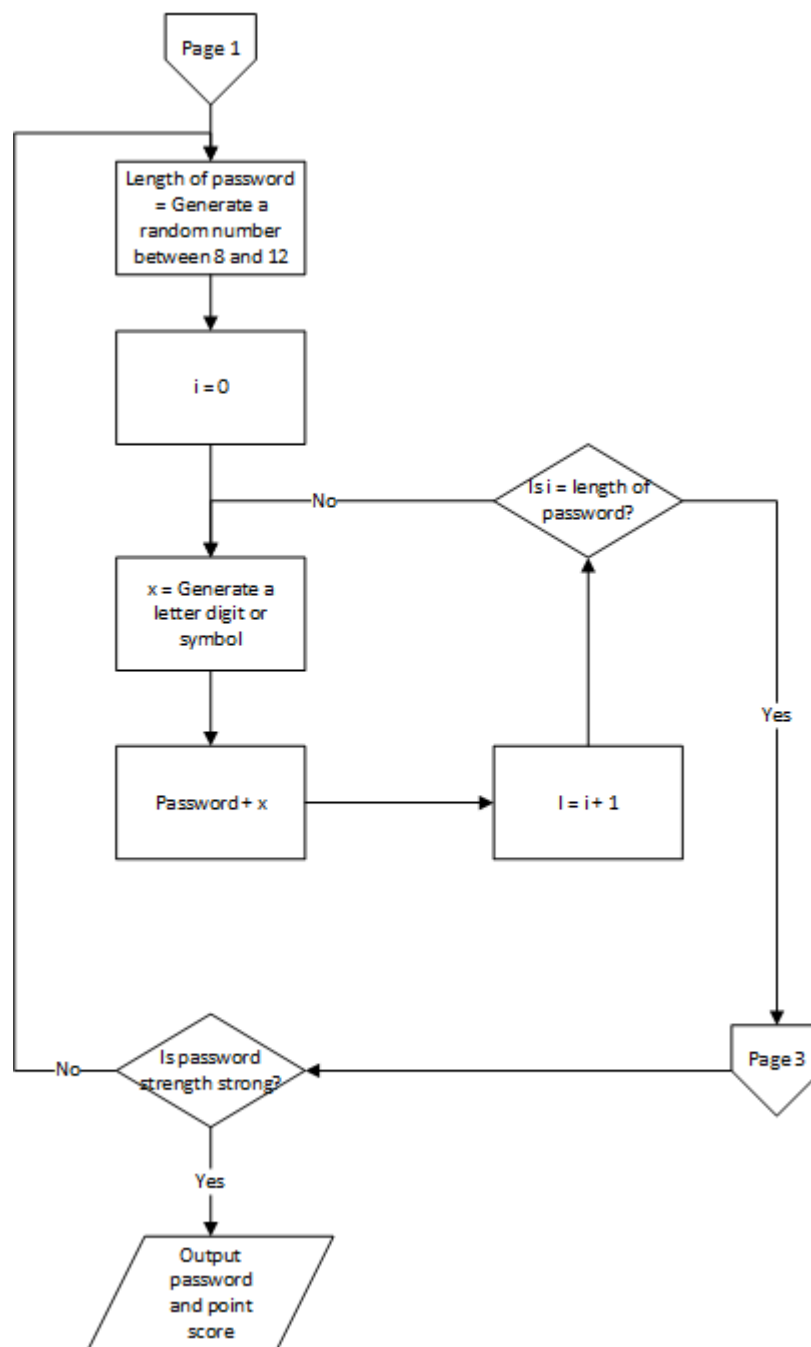 Page 1
Length of password
= Generate a
random number
between 8 and 12
i = 0
Is i = length of
password?
No
x = Generate a
letter digit or
symbol
Yes
Password + x
I = i + 1
Is password
strength strong?
No
Page 3
Yes
Output
password
and point
score